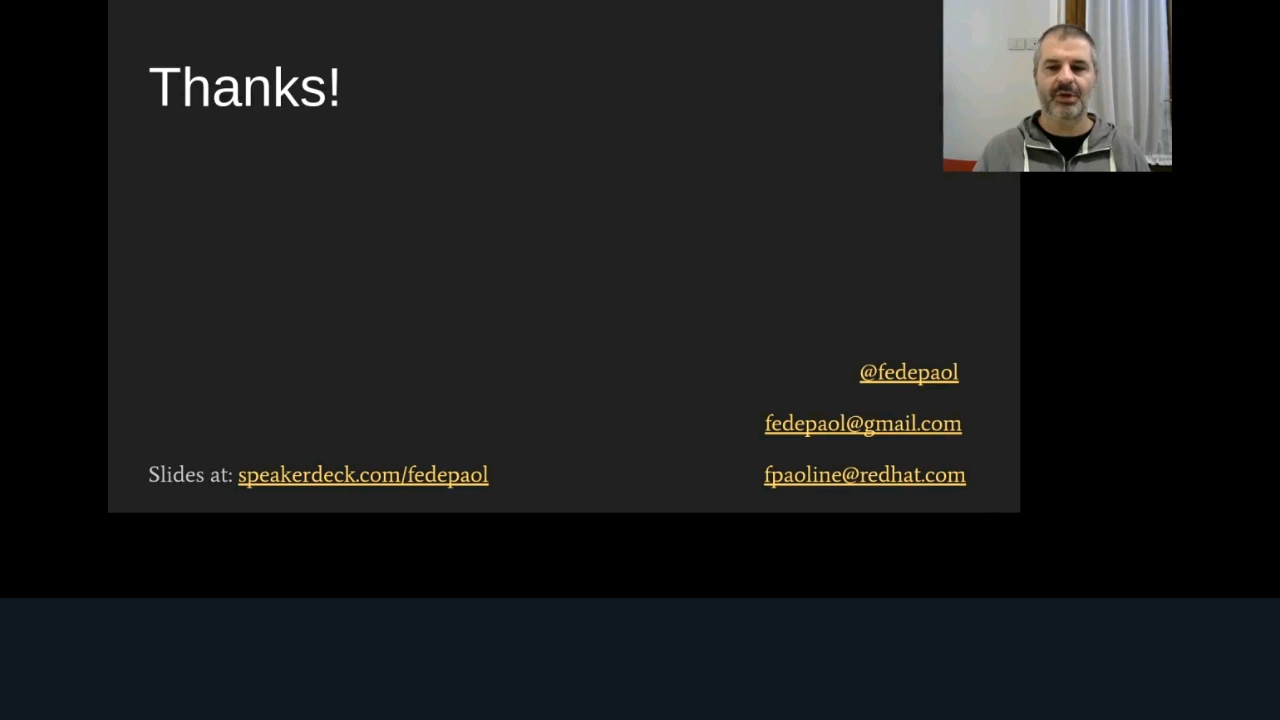 Thanks!
@fedepaol
fedepaol@gmail.com
Slides at: speakerdeck.com/fedepaol
fpaoline@redhat.com